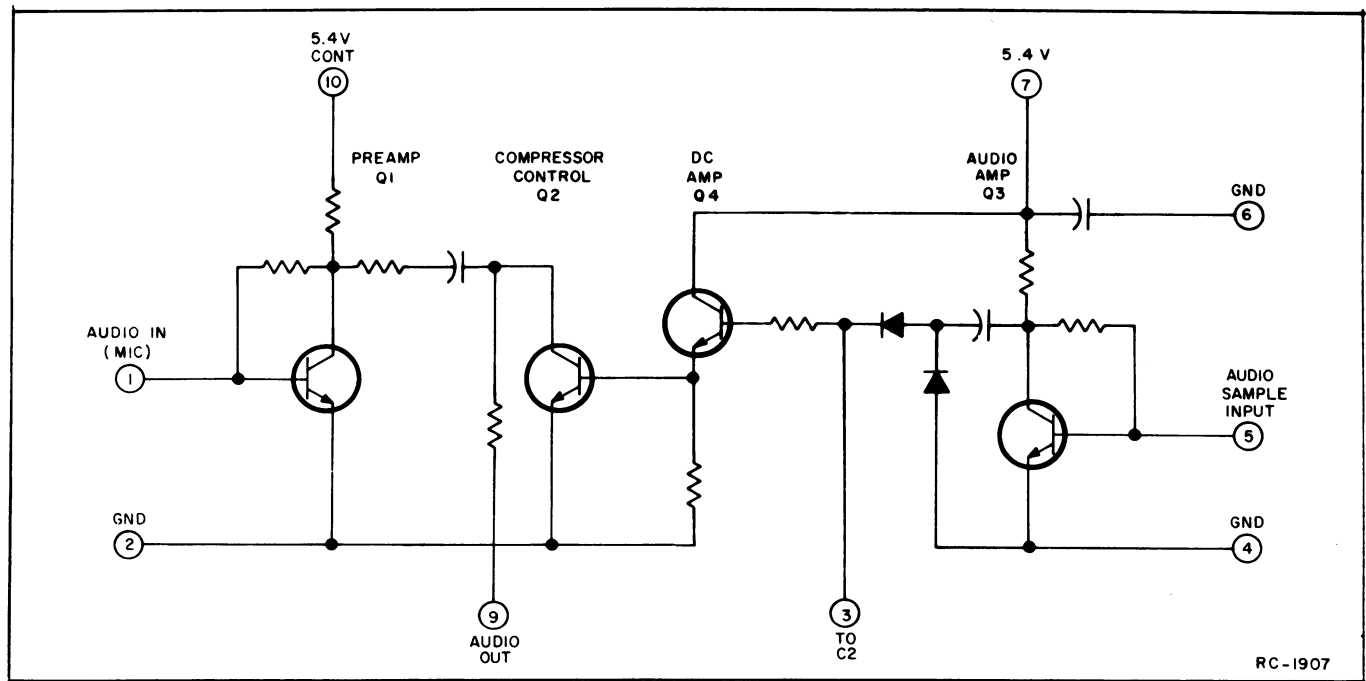 5.4V
CONT
10
5.4V
7
PREAMP
Q1
COMPRESSOR
CONTROL
Q2
DC
AMP
Q4
AUDIO
AMP
Q3
GND
6
AUDIO IN
(MIC)
1
AUDIO
SAMPLE
INPUT
5
GND
2
GND
4
9
AUDIO
OUT
3
TO
C2
RC-1907